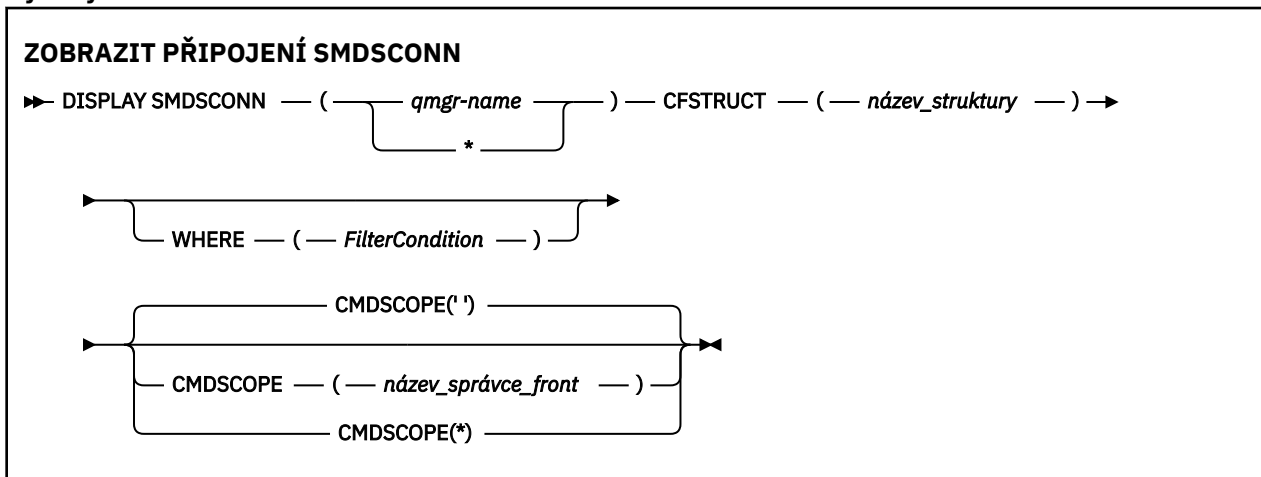 ZOBRAZIT PŘIPOJENÍ SMDSCONN
DISPLAY SMDSCONN ( qmgr-name ) CFSTRUCT ( název_struktury )
*
WHERE ( FilterCondition )
CMDSCOPE(' ')
CMDSCOPE ( název_správce_front )
CMDSCOPE(*)